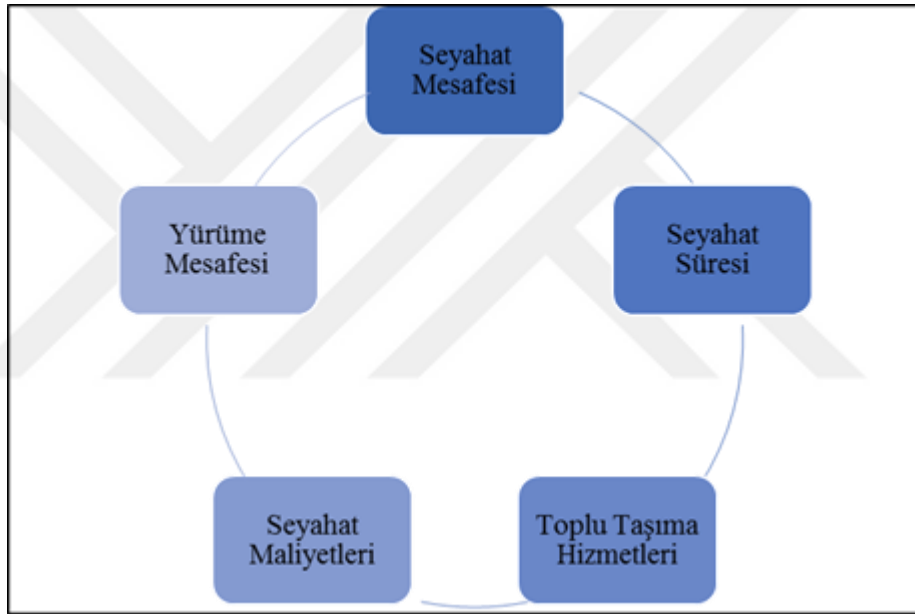 Seyahat
Mesafesi
Seyahat
Süresi
Toplu Taşıma
Hizmetleri
Seyahat
Maliyetleri
Yürüme
Mesafesi